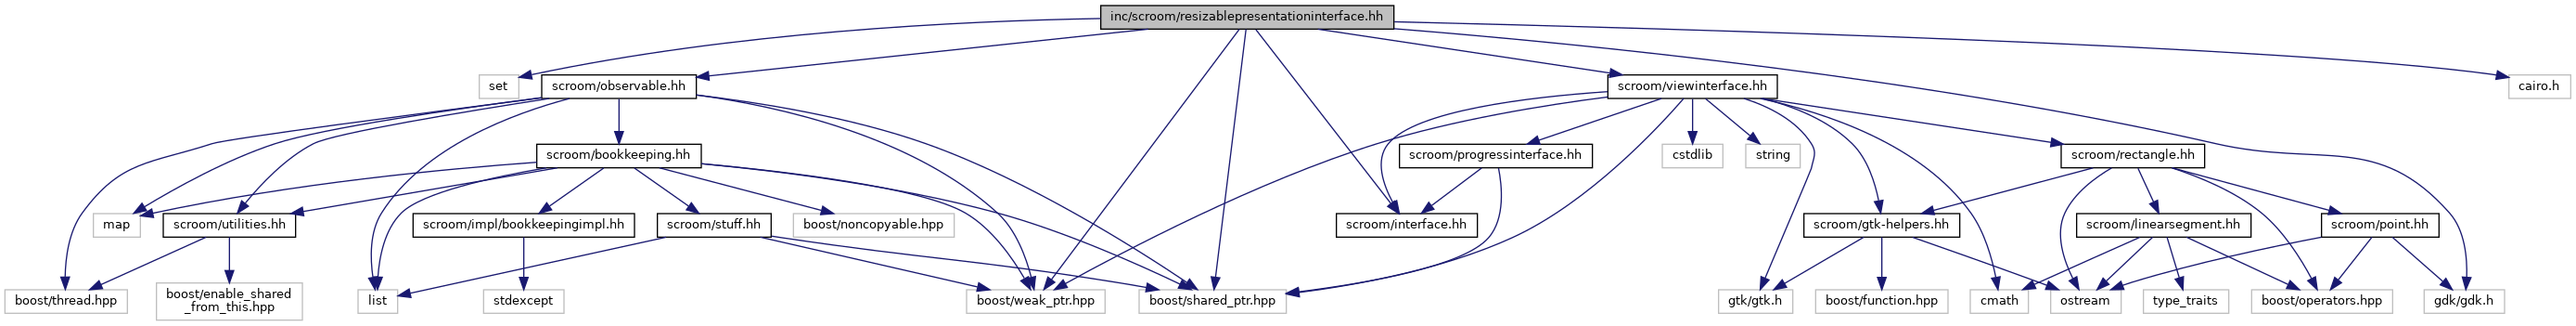 inc/scroom/resizablepresentationinterface.hh
set
scroom/observable.hh
scroom/viewinterface.hh
cairo.h
scroom/bookkeeping.hh
scroom/progressinterface.hh
cstdlib
string
scroom/rectangle.hh
map
scroom/utilities.hh
scroom/impl/bookkeepingimpl.hh
scroom/stuff.hh
boost/noncopyable.hpp
scroom/interface.hh
scroom/gtk-helpers.hh
scroom/linearsegment.hh
scroom/point.hh
boost/thread.hpp
boost/enable_shared
_from_this.hpp
list
stdexcept
boost/weak_ptr.hpp
boost/shared_ptr.hpp
gtk/gtk.h
boost/function.hpp
cmath
ostream
type_traits
boost/operators.hpp
gdk/gdk.h